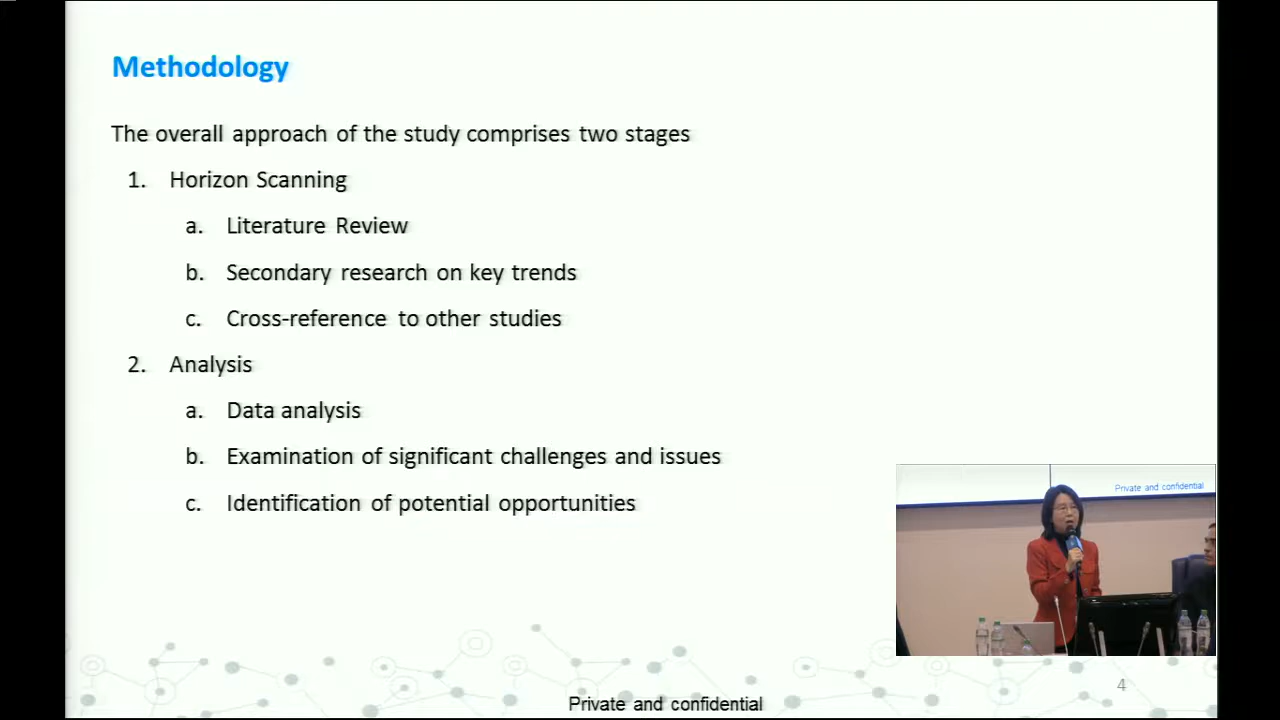 Methodology
The overall approach of the study comprises two stages
1. Horizon Scanning
a. Literature Review
b. Secondary research on key trends
c. Cross-reference to other studies
2. Analysis
a. Data analysis
b. Examination of significant challenges and issues
c. Identification of potential opportunities
Private and confidential
4
Private and confidential